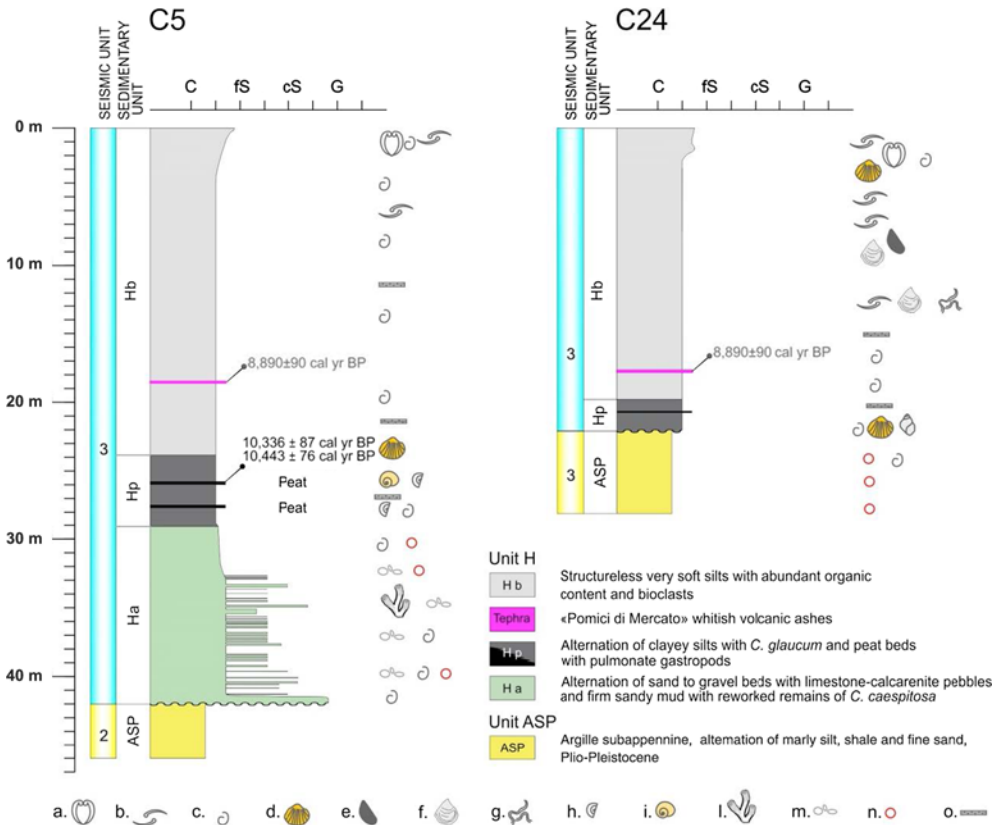 C5
C24
SEISMIC UNIT
SEDIMENTARY
UNIT
C fS cS G
SEISMIC UNIT
SEDIMENTARY
UNIT
C fS cS G
0 m
10 m
20 m
30 m
40 m
3
2
Hb
Hp
Ha
ASP
8,890±90 cal yr BP
10,336 ± 87 cal yr BP
10,443 ± 76 cal yr BP
Peat
Peat
3
3
Hb
Hp
ASP
8,890±90 cal yr BP
Unit H
H b
Structureless very soft silts with abundant organic
content and bioclasts
Tephra
«Pomici di Mercato» whitish volcanic ashes
H p
Alternation of clayey silts with C. glaucum and peat beds
with pulmonate gastropods
H a
Alternation of sand to gravel beds with limestone-calcarenite pebbles
and firm sandy mud with reworked remains of C. caespitosa
Unit ASP
ASP
Argille subappennine, alternation of marly silt, shale and fine sand,
Plio-Pleistocene
a. b. c. d. e. f. g. h. i. l. m. n. o.